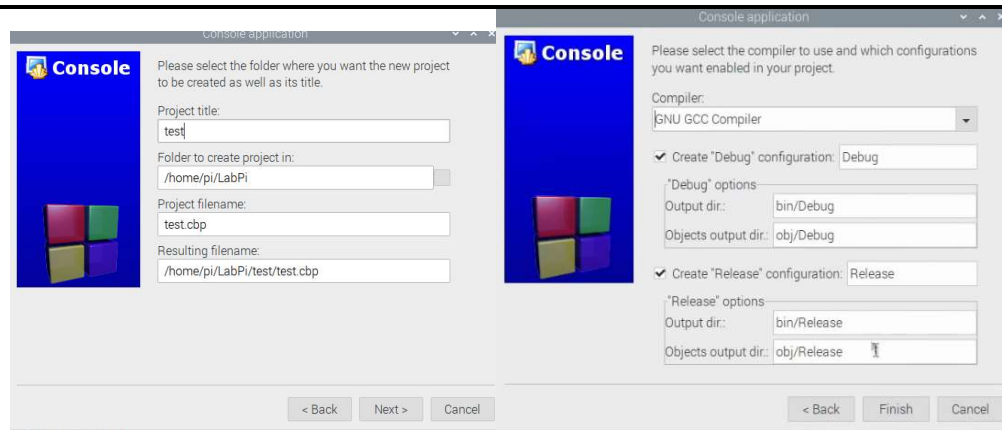 Console application
Console
Please select the folder where you want the new project
to be created as well as its title.
Project title:
test
Folder to create project in:
/home/pi/LabPi
Project filename:
test.cbp
Resulting filename:
/home/pi/LabPi/test/test.cbp
< Back Next > Cancel
Console application
Console
Please select the compiler to use and which configurations
you want enabled in your project.
Compiler:
GNU GCC Compiler
Create "Debug" configuration: Debug
"Debug" options
Output dir.: bin/Debug
Objects output dir.: obj/Debug
Create "Release" configuration: Release
"Release" options
Output dir.: bin/Release
Objects output dir.: obj/Release
< Back Finish Cancel